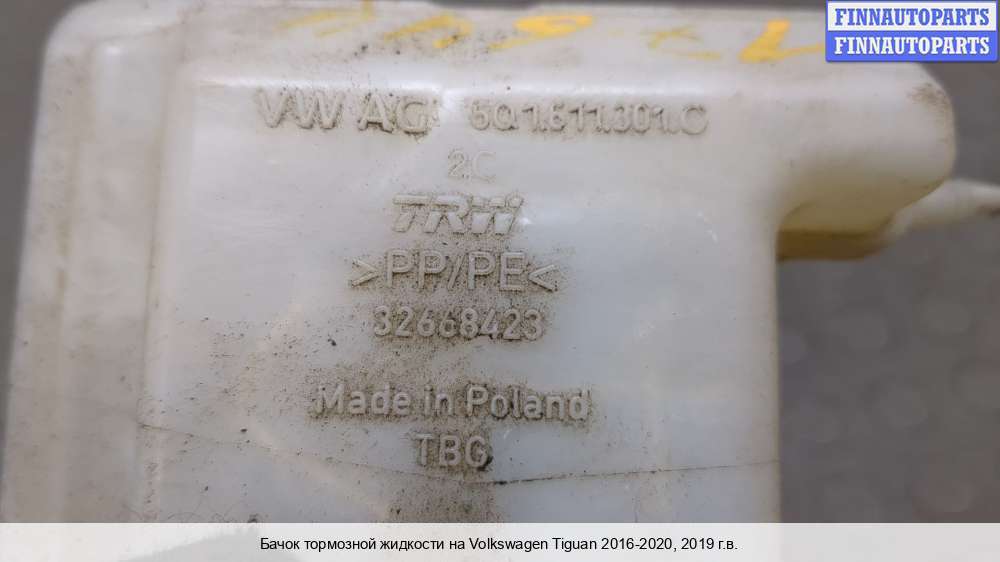 FINNAUTOPARTS
FINNAUTOPARTS
VW AG 5Q1.611.301.C
2C
TRW
>PP/PE<
32668423
Made in Poland
TBG
Бачок тормозной жидкости на Volkswagen Tiguan 2016-2020, 2019 г.в.